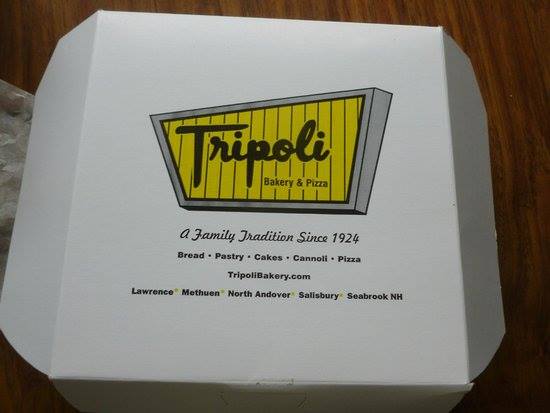 Tripoli
Bakery & Pizza
A Family Tradition Since 1924
Bread • Pastry • Cakes • Cannoli • Pizza
TripoliBakery.com
Lawrence • Methuen • North Andover • Salisbury • Seabrook NH